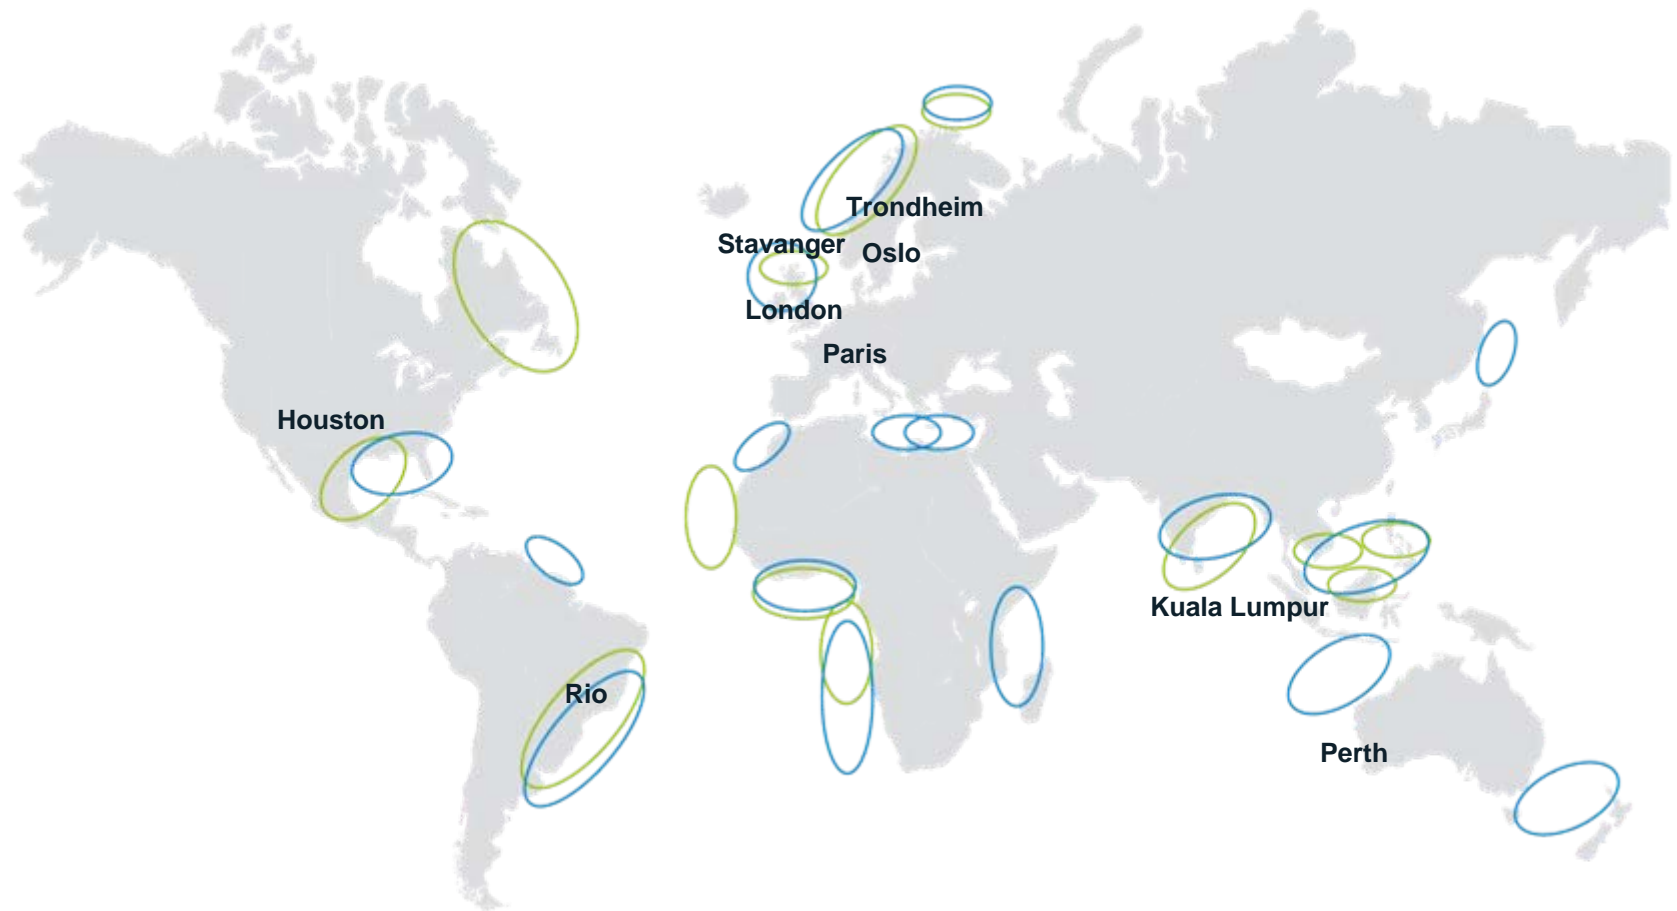 Trondheim
Stavanger
Oslo
London
Paris
Houston
Kuala Lumpur
Rio
Perth